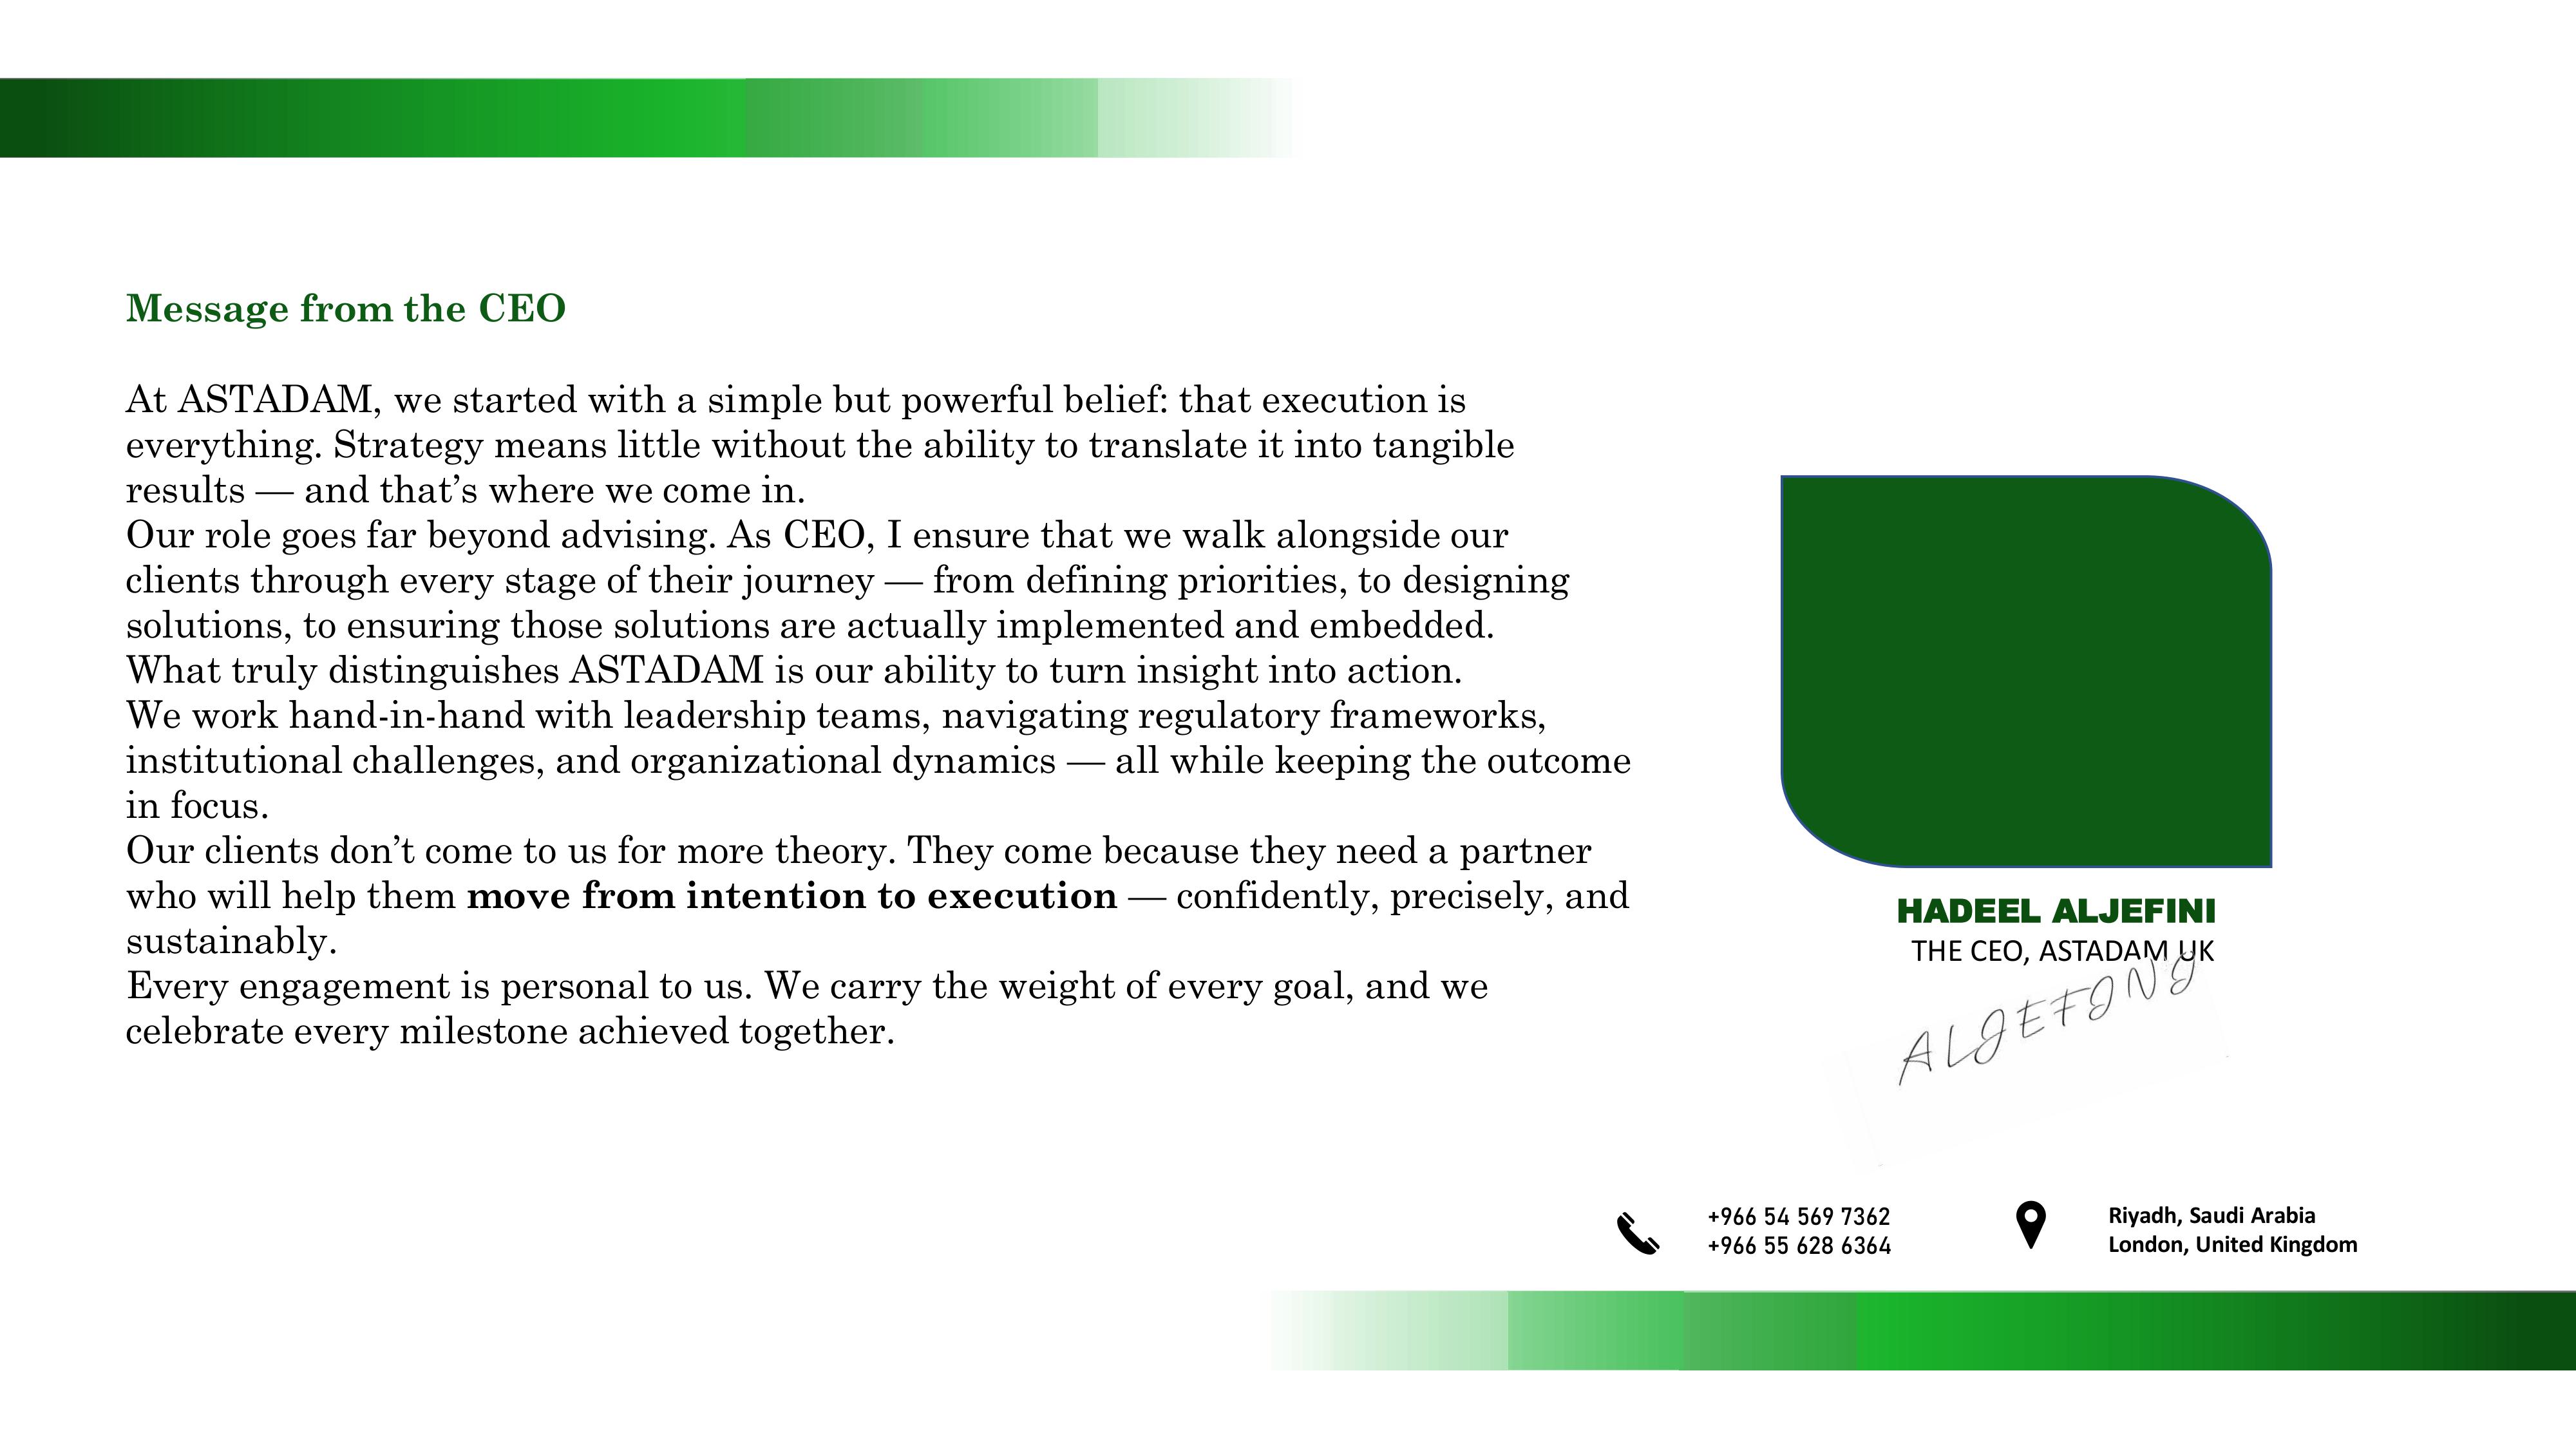 Message from the CEO
At ASTADAM, we started with a simple but powerful belief: that execution is
everything. Strategy means little without the ability to translate it into tangible
results — and that’s where we come in.
Our role goes far beyond advising. As CEO, I ensure that we walk alongside our
clients through every stage of their journey — from defining priorities, to designing
solutions, to ensuring those solutions are actually implemented and embedded.
What truly distinguishes ASTADAM is our ability to turn insight into action.
We work hand-in-hand with leadership teams, navigating regulatory frameworks,
institutional challenges, and organizational dynamics — all while keeping the outcome
in focus.
Our clients don’t come to us for more theory. They come because they need a partner
who will help them move from intention to execution — confidently, precisely, and
sustainably.
Every engagement is personal to us. We carry the weight of every goal, and we
celebrate every milestone achieved together.
HADEEL ALJEFINI
THE CEO, ASTADAM UK
ALJEFINI
+966 54 569 7362
+966 55 628 6364
Riyadh, Saudi Arabia
London, United Kingdom